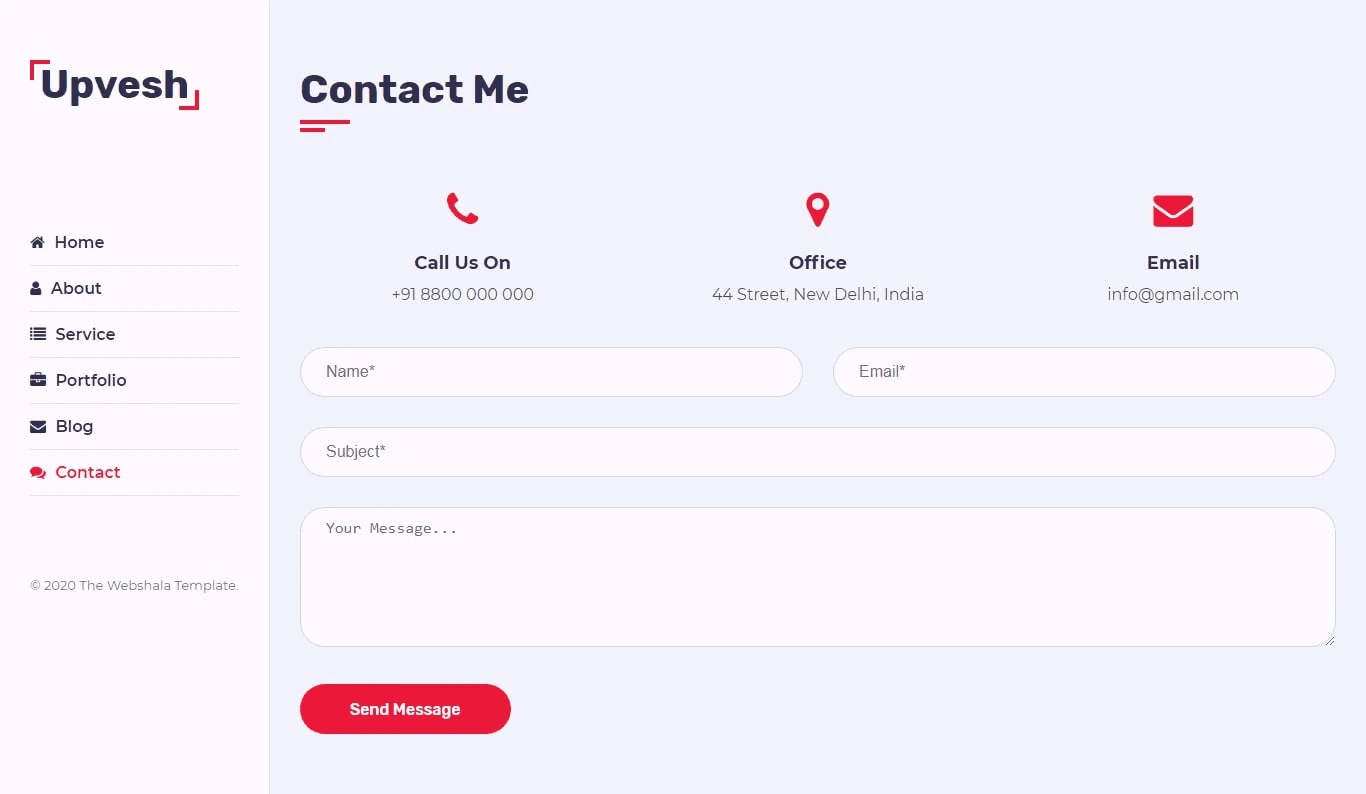 Upvesh
Home
About
Service
Portfolio
Blog
Contact
© 2020 The Webshala Template.
Contact Me
Call Us On
+91 8800 000 000
Office
44 Street, New Delhi, India
Email
info@gmail.com
Name*
Email*
Subject*
Your Message...
Send Message